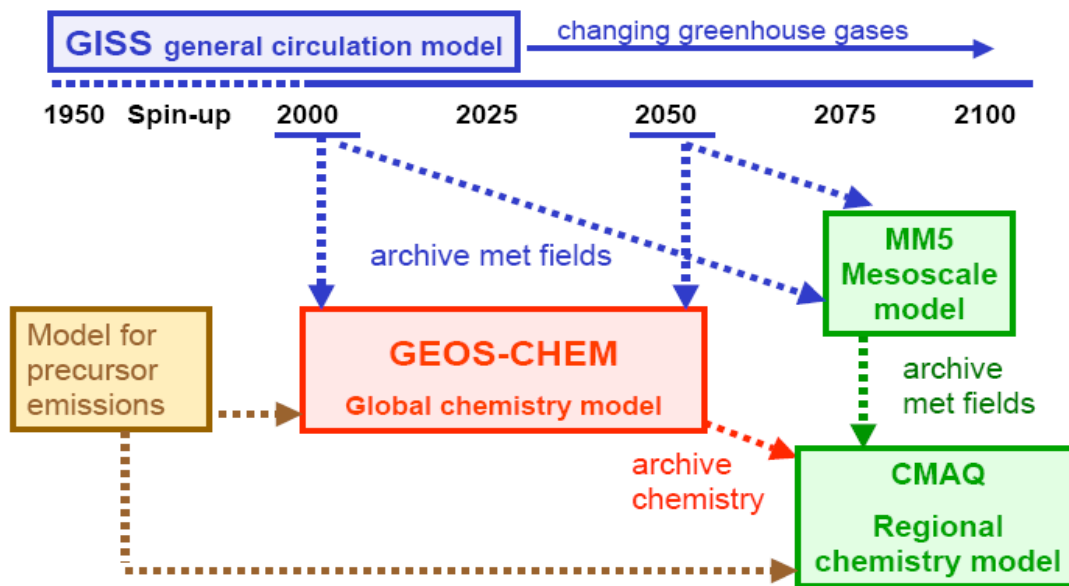 GISS general circulation model
changing greenhouse gases
1950 Spin-up 2000 2025 2050 2075 2100
archive met fields
MM5
Mesoscale
model
Model for
precursor
emissions
GEOS-CHEM
Global chemistry model
archive
met fields
archive
chemistry
CMAQ
Regional
chemistry model